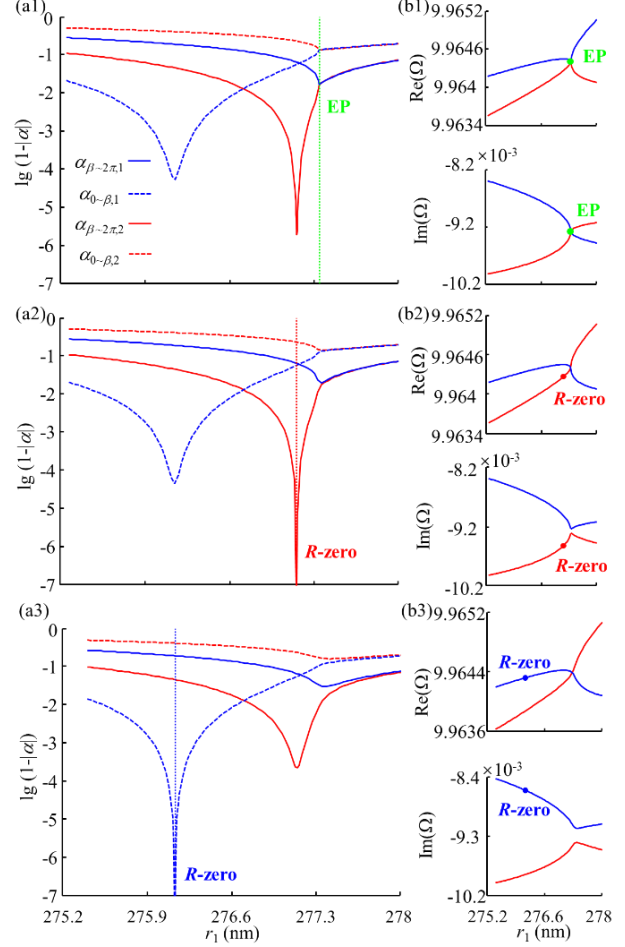 (a1)
0
-1
-2
-3
-4
-5
-6
-7
lg (1-|α|)
α_{β~2π,1}
α_{0~β,1}
α_{β~2π,2}
α_{0~β,2}
EP
(b1)
9.9652
9.9646
9.964
9.9634
Re(Ω)
EP
×10⁻³
-8.2
-9.2
-10.2
Im(Ω)
EP
(a2)
0
-1
-2
-3
-4
-5
-6
-7
lg (1-|α|)
R-zero
(b2)
9.9652
9.9646
9.964
9.9634
Re(Ω)
R-zero
×10⁻³
-8.2
-9.2
-10.2
Im(Ω)
R-zero
(a3)
0
-1
-2
-3
-4
-5
-6
-7
lg (1-|α|)
R-zero
275.2 275.9 276.6 277.3 278
r₁ (nm)
(b3)
9.9652
9.9644
9.9636
Re(Ω)
R-zero
×10⁻³
-8.4
-9.3
-10.2
Im(Ω)
R-zero
275.2 276.6 278
r₁ (nm)